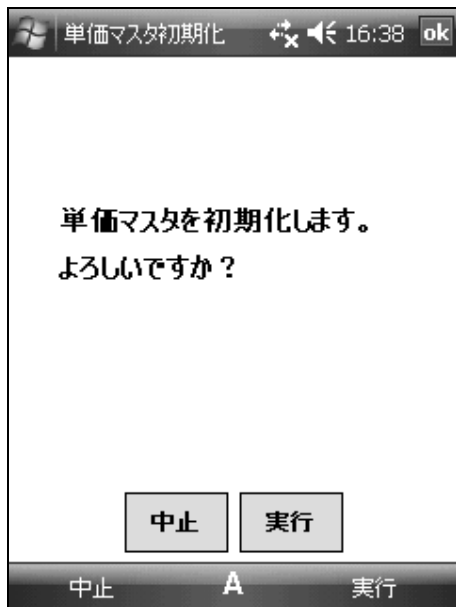 単価マスタ初期化 16:38 ok
単価マスタを初期化します。
よろしいですか？
中止 実行
中止 A 実行